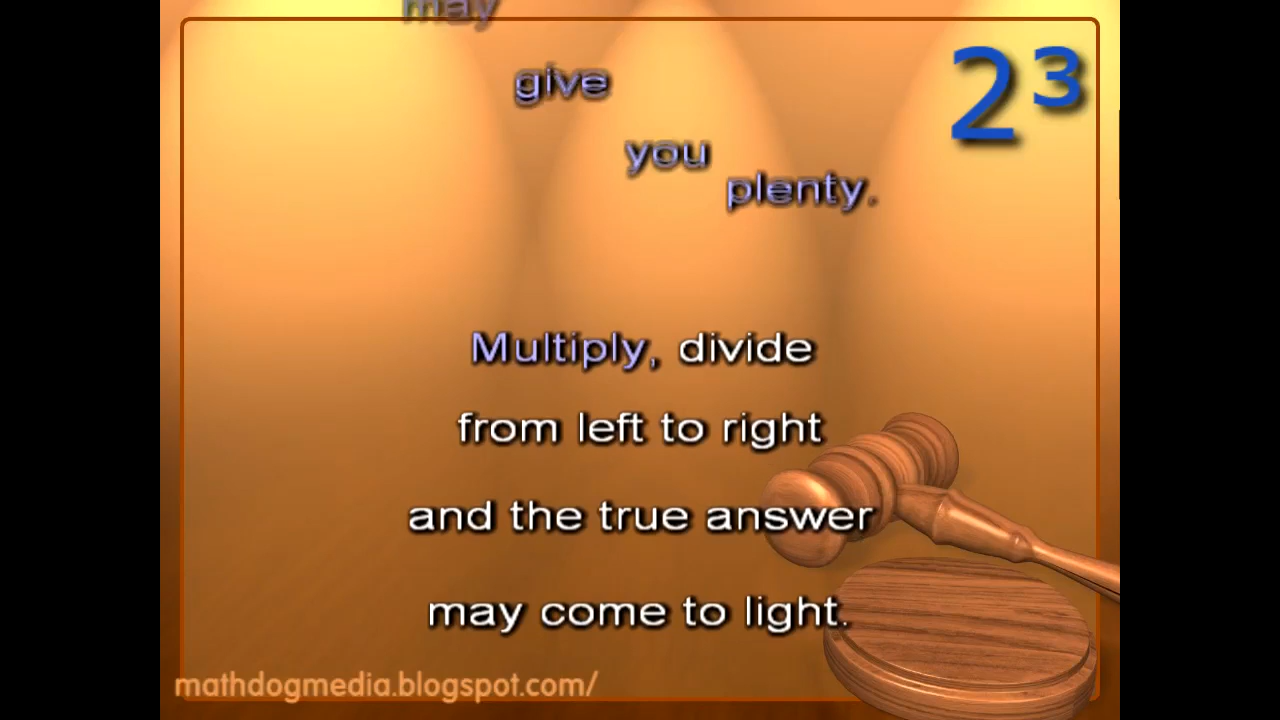 may
give
2³
you
plenty.
Multiply, divide
from left to right
and the true answer
may come to light.
mathdogmedia.blogspot.com/